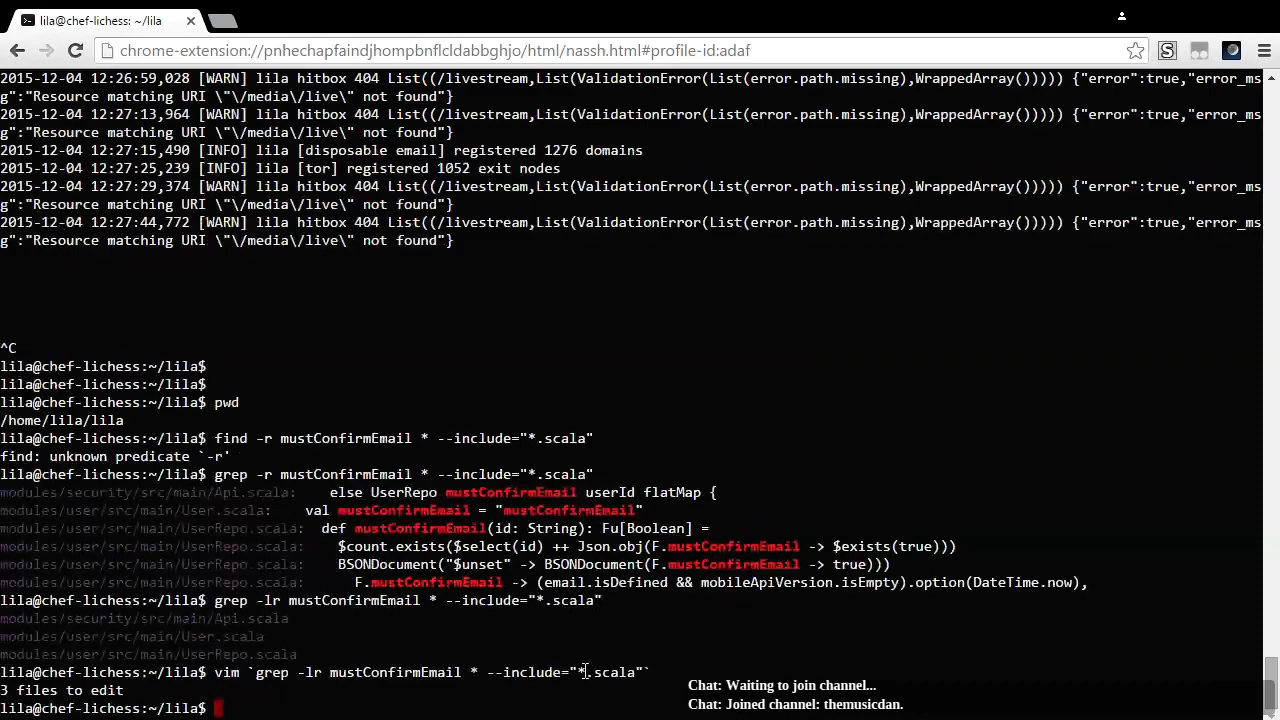 lila@chef-lichess: ~/lila
chrome-extension://pnhechapfaindjhompbnflcldabbghjo/html/nassh.html#profile-id:adaf
2015-12-04 12:26:59,028 [WARN] lila hitbox 404 List((/livestream,List(ValidationError(List(error.path.missing),WrappedArray())))) {"error":true,"error_ms
g":"Resource matching URI \"\/media\/live\" not found"}
2015-12-04 12:27:13,964 [WARN] lila hitbox 404 List((/livestream,List(ValidationError(List(error.path.missing),WrappedArray())))) {"error":true,"error_ms
g":"Resource matching URI \"\/media\/live\" not found"}
2015-12-04 12:27:15,490 [INFO] lila [disposable email] registered 1276 domains
2015-12-04 12:27:25,239 [INFO] lila [tor] registered 1052 exit nodes
2015-12-04 12:27:29,374 [WARN] lila hitbox 404 List((/livestream,List(ValidationError(List(error.path.missing),WrappedArray())))) {"error":true,"error_ms
g":"Resource matching URI \"\/media\/live\" not found"}
2015-12-04 12:27:44,772 [WARN] lila hitbox 404 List((/livestream,List(ValidationError(List(error.path.missing),WrappedArray())))) {"error":true,"error_ms
g":"Resource matching URI \"\/media\/live\" not found"}
^C
lila@chef-lichess:~/lila$
lila@chef-lichess:~/lila$
lila@chef-lichess:~/lila$ pwd
/home/lila/lila
lila@chef-lichess:~/lila$ find -r mustConfirmEmail * --include="*.scala"
find: unknown predicate `-r'
lila@chef-lichess:~/lila$ grep -r mustConfirmEmail * --include="*.scala"
modules/security/src/main/Api.scala:    else UserRepo mustConfirmEmail userId flatMap {
modules/user/src/main/User.scala:    val mustConfirmEmail = "mustConfirmEmail"
modules/user/src/main/UserRepo.scala:  def mustConfirmEmail(id: String): Fu[Boolean] =
modules/user/src/main/UserRepo.scala:    $count.exists($select(id) ++ Json.obj(F.mustConfirmEmail -> $exists(true)))
modules/user/src/main/UserRepo.scala:    BSONDocument("$unset" -> BSONDocument(F.mustConfirmEmail -> true)))
modules/user/src/main/UserRepo.scala:      F.mustConfirmEmail -> (email.isDefined && mobileApiVersion.isEmpty).option(DateTime.now),
lila@chef-lichess:~/lila$ grep -lr mustConfirmEmail * --include="*.scala"
modules/security/src/main/Api.scala
modules/user/src/main/User.scala
modules/user/src/main/UserRepo.scala
lila@chef-lichess:~/lila$ vim `grep -lr mustConfirmEmail * --include="*.scala"`
3 files to edit
lila@chef-lichess:~/lila$
Chat: Waiting to join channel...
Chat: Joined channel: themusicdan.